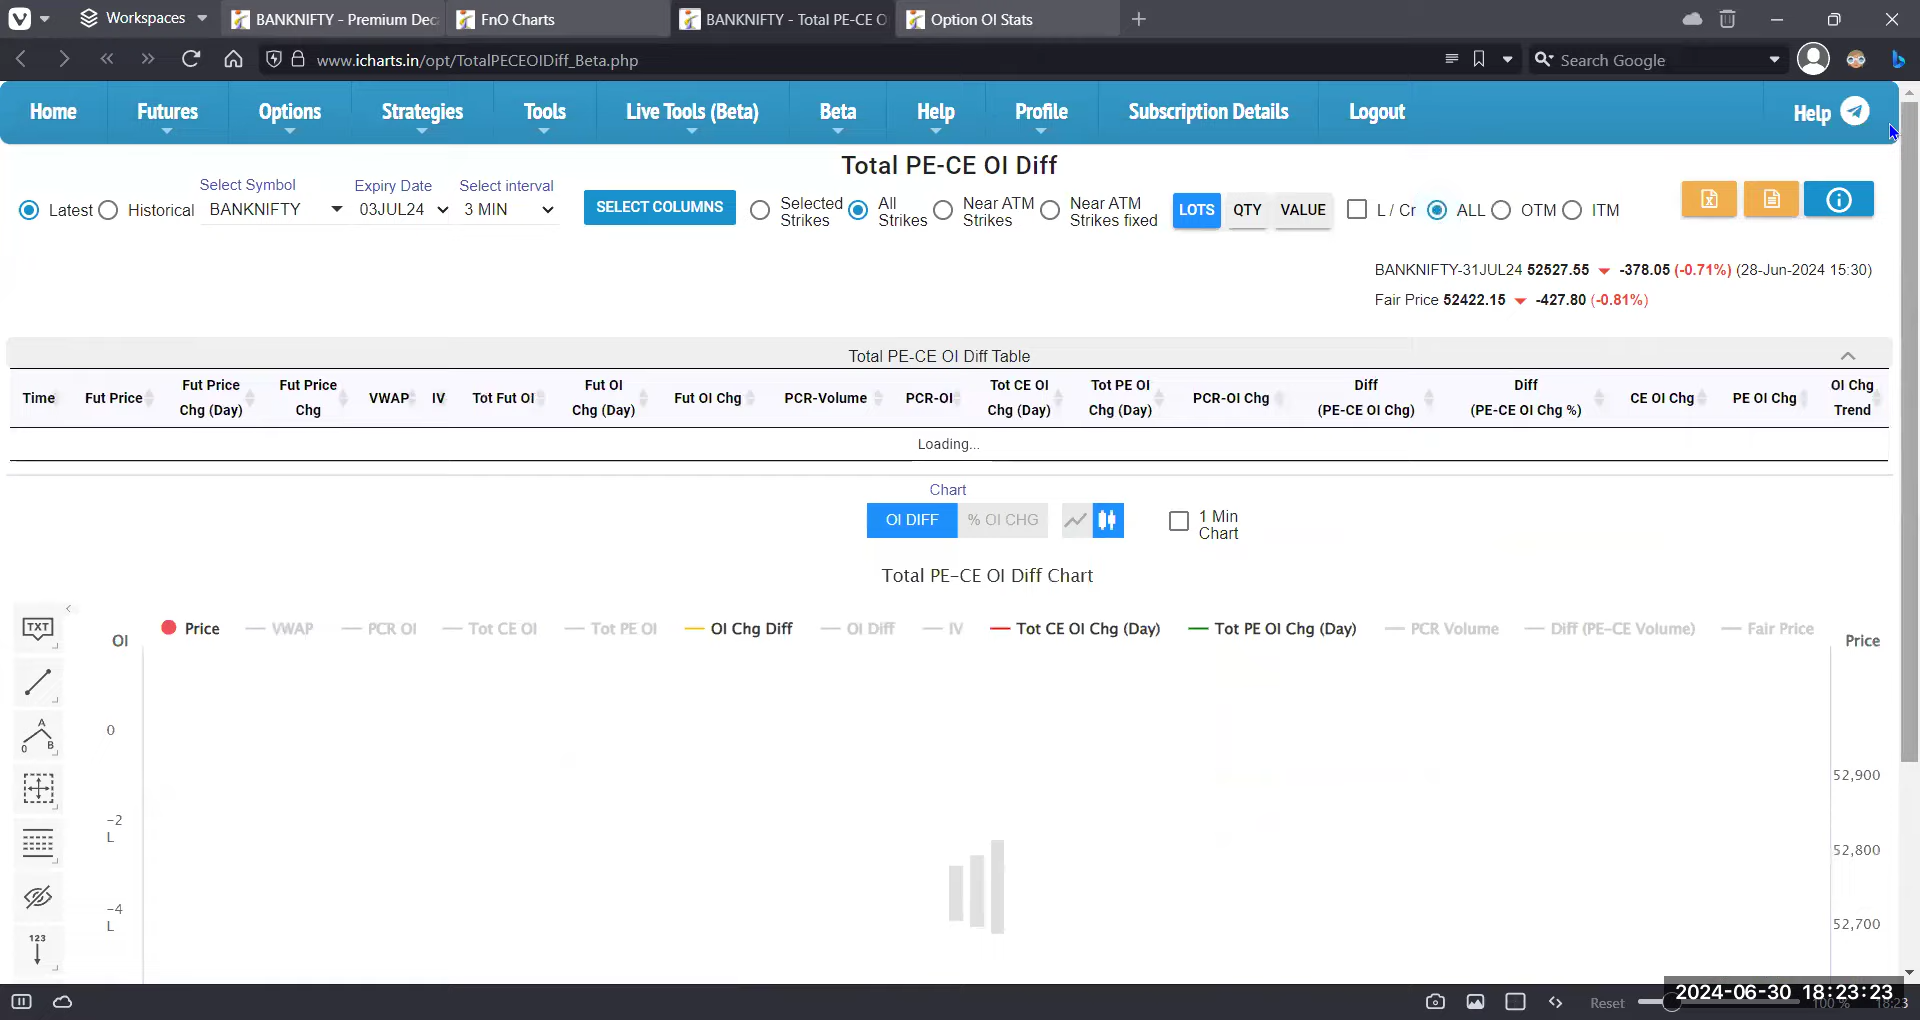 Workspaces
BANKNIFTY - Premium Dec
FnO Charts
BANKNIFTY - Total PE-CE O
Option OI Stats
www.icharts.in/opt/TotalPECEOIDiff_Beta.php
Search Google
Home Futures Options Strategies Tools Live Tools (Beta) Beta Help Profile Subscription Details Logout Help
Total PE-CE OI Diff
Latest Historical
Select Symbol
BANKNIFTY
Expiry Date
03JUL24
Select interval
3 MIN
SELECT COLUMNS
Selected
Strikes
All
Strikes
Near ATM
Strikes
Near ATM
Strikes fixed
LOTS QTY VALUE
L / Cr ALL OTM ITM
BANKNIFTY-31JUL24 52527.55 -378.05 (-0.71%) (28-Jun-2024 15:30)
Fair Price 52422.15 -427.80 (-0.81%)
Total PE-CE OI Diff Table
Time
Fut Price
Fut Price
Chg (Day)
Fut Price
Chg
VWAP
IV
Tot Fut OI
Fut OI
Chg (Day)
Fut OI Chg
PCR-Volume
PCR-OI
Tot CE OI
Chg (Day)
Tot PE OI
Chg (Day)
PCR-OI Chg
Diff
(PE-CE OI Chg)
Diff
(PE-CE OI Chg %)
CE OI Chg
PE OI Chg
OI Chg
Trend
Loading...
Chart
OI DIFF % OI CHG
1 Min
Chart
Total PE-CE OI Diff Chart
TXT
Price VWAP PCR OI Tot CE OI Tot PE OI OI Chg Diff OI Diff IV Tot CE OI Chg (Day) Tot PE OI Chg (Day) PCR Volume Diff (PE-CE Volume) Fair Price
OI
Price
0
A
0 B
52,900
-2
L
52,800
-4
L
52,700
123
Reset
100 %
18:23
2024-06-30 18:23:23